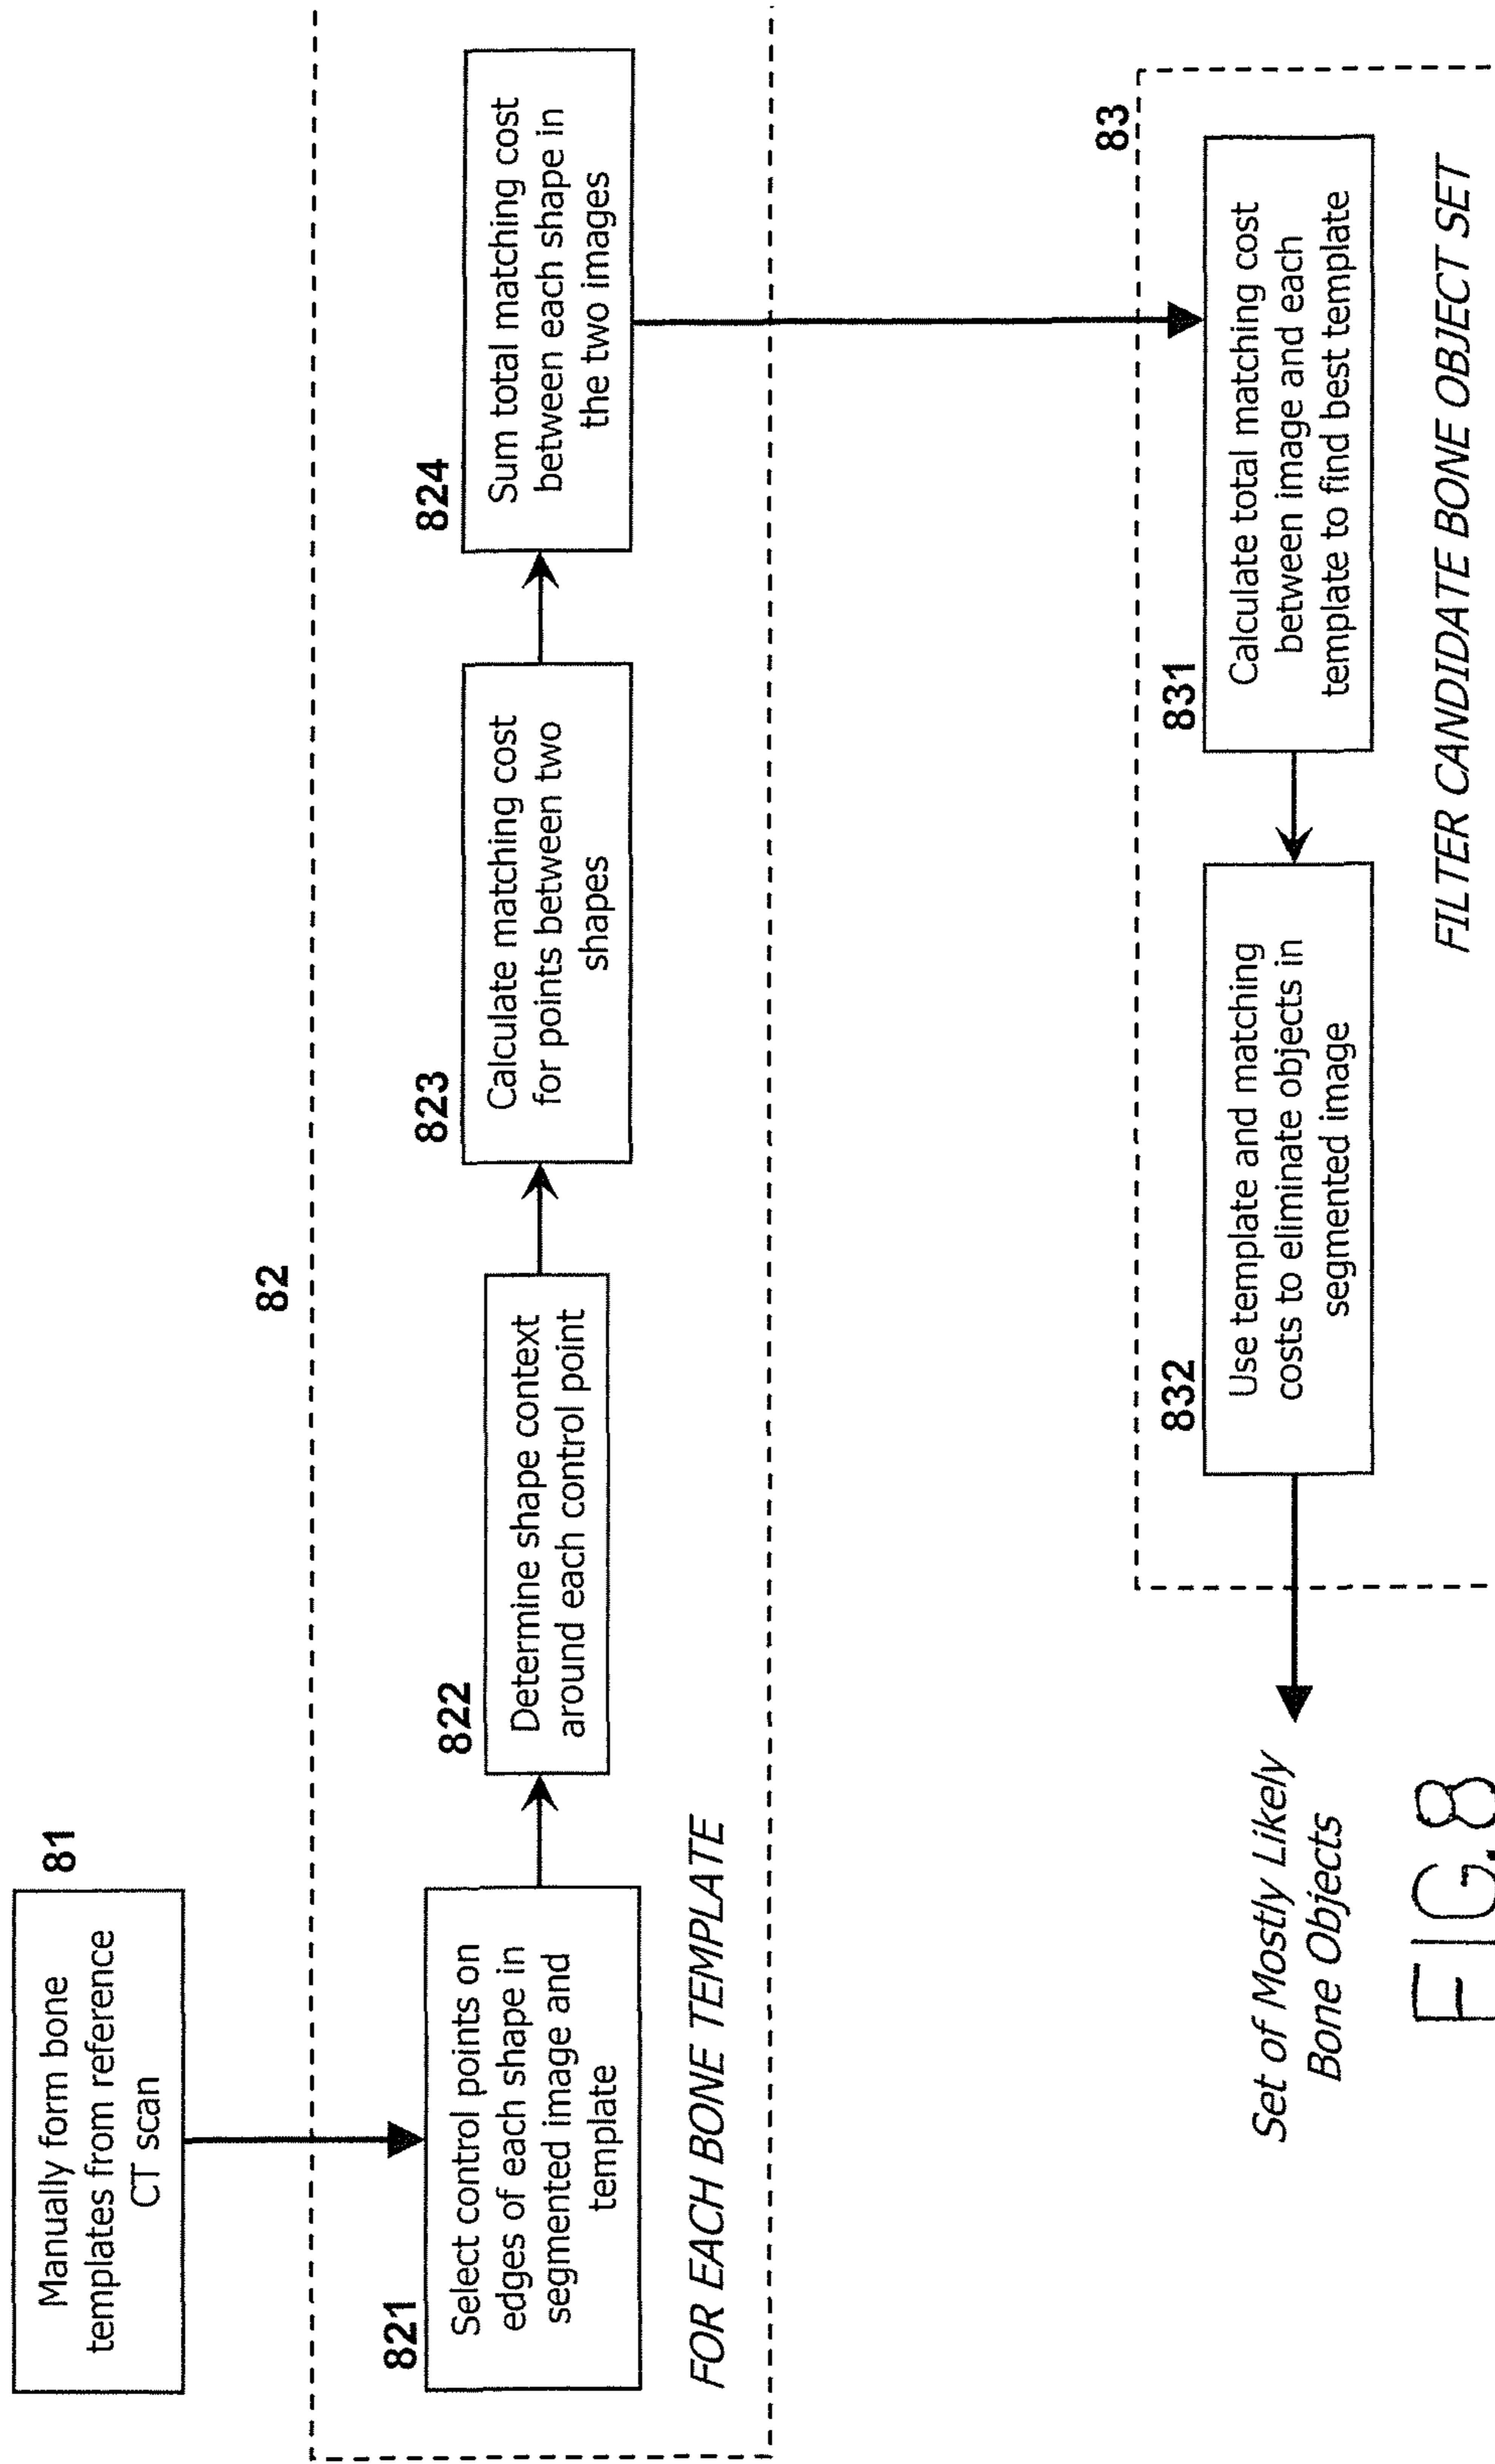 Manually form bone
templates from reference
CT scan
81
82
821
Select control points on
edges of each shape in
segmented image and
template
822
Determine shape context
around each control point
823
Calculate matching cost
for points between two
shapes
824
Sum total matching cost
between each shape in
the two images
FOR EACH BONE TEMPLATE
83
831
Calculate total matching cost
between image and each
template to find best template
832
Use template and matching
costs to eliminate objects in
segmented image
FILTER CANDIDATE BONE OBJECT SET
Set of Mostly Likely
Bone Objects
FIG.8